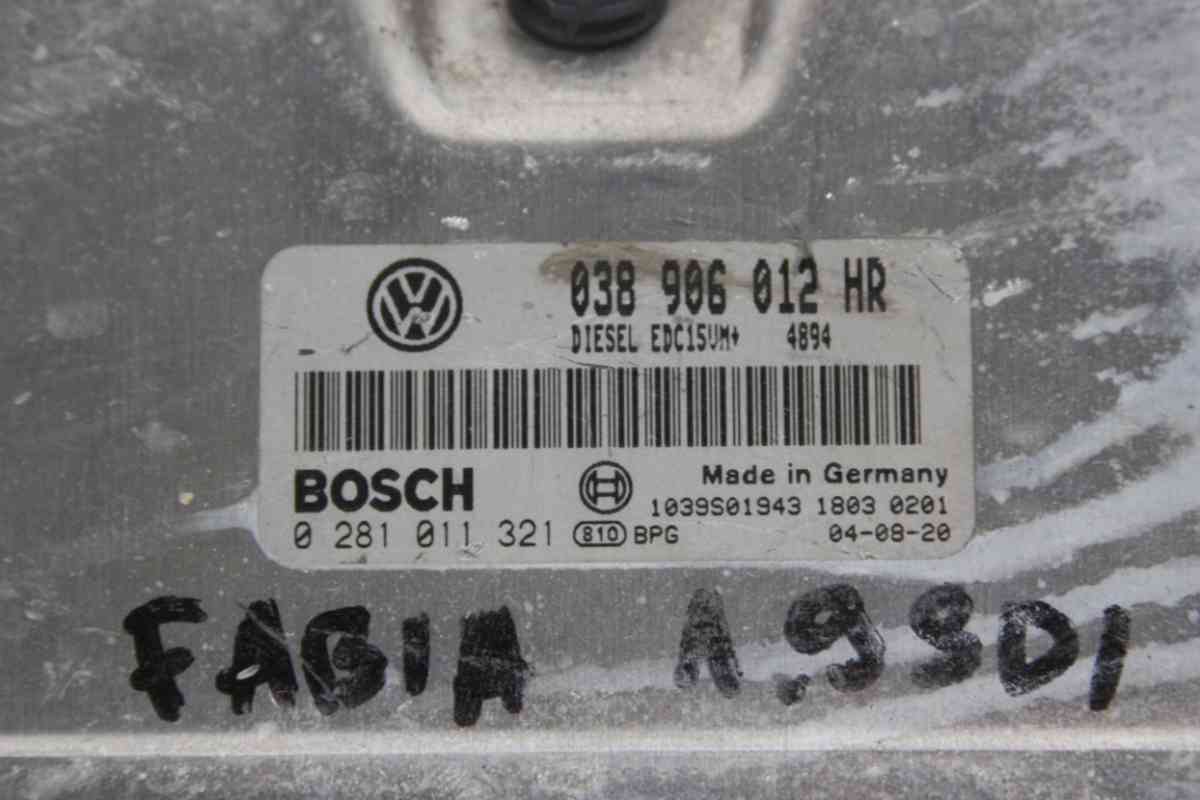 038 906 012 HR
DIESEL EDC15VM+ 4894
BOSCH
Made in Germany
1039S01943 1803 0201
0 281 011 321 810 BPG 04-08-20
FABIA 1.9SDI